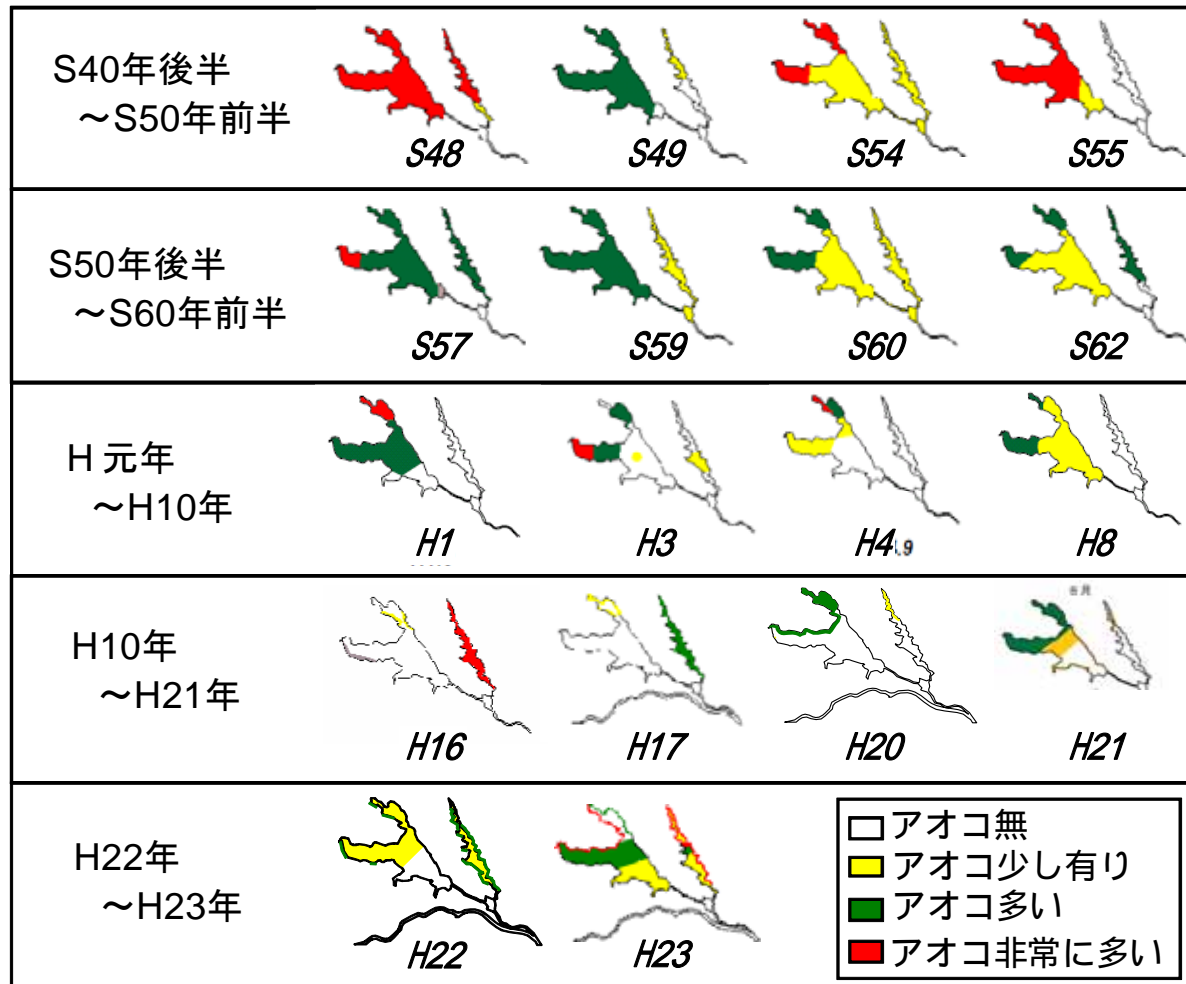 S40年後半
～S50年前半
S48
S49
S54
S55
S50年後半
～S60年前半
S57
S59
S60
S62
H元年
～H10年
H1
H3
H4 .9
H8
H10年
～H21年
8月
H16
H17
H20
H21
H22年
～H23年
H22
H23
アオコ無
アオコ少し有り
アオコ多い
アオコ非常に多い